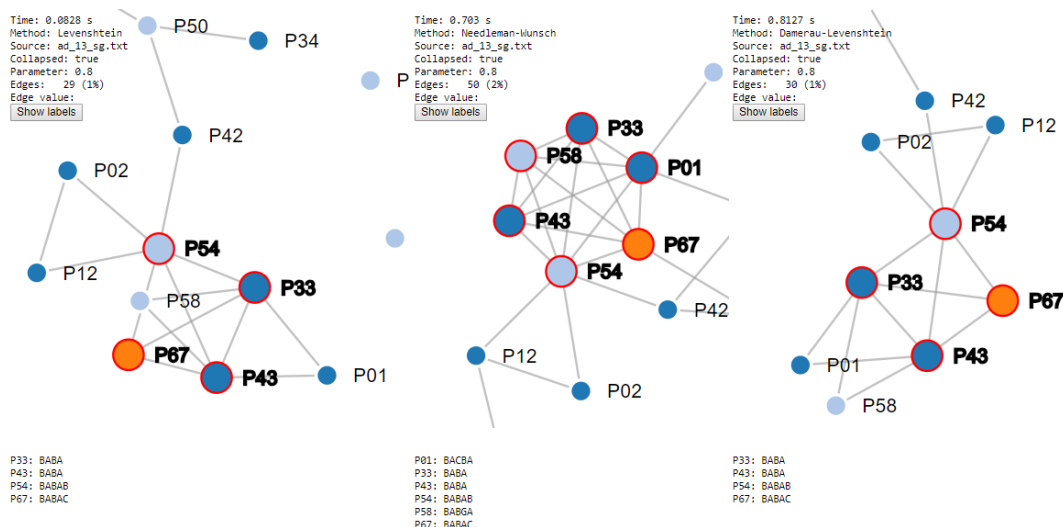 Time: 0.0828 s
Method: Levenshtein
Source: ad_13_sg.txt
Collapsed: true
Parameter: 0.8
Edges: 29 (1%)
Edge value:
Show labels
P50
P34
P
P42
P02
P54
P12
P58
P33
P67
P43
P01
P33: BABA
P43: BABA
P54: BABAB
P67: BABAC
Time: 0.703 s
Method: Needleman-Wunsch
Source: ad_13_sg.txt
Collapsed: true
Parameter: 0.8
Edges: 50 (2%)
Edge value:
Show labels
P33
P58
P01
P43
P67
P54
P42
P12
P02
P01: BACBA
P33: BABA
P43: BABA
P54: BABAB
P58: BABGA
P67: BABAC
Time: 0.8127 s
Method: Damerau-Levenshtein
Source: ad_13_sg.txt
Collapsed: true
Parameter: 0.8
Edges: 30 (1%)
Edge value:
Show labels
P42
P12
P02
P54
P33
P67
P43
P01
P58
P33: BABA
P43: BABA
P54: BABAB
P67: BABAC